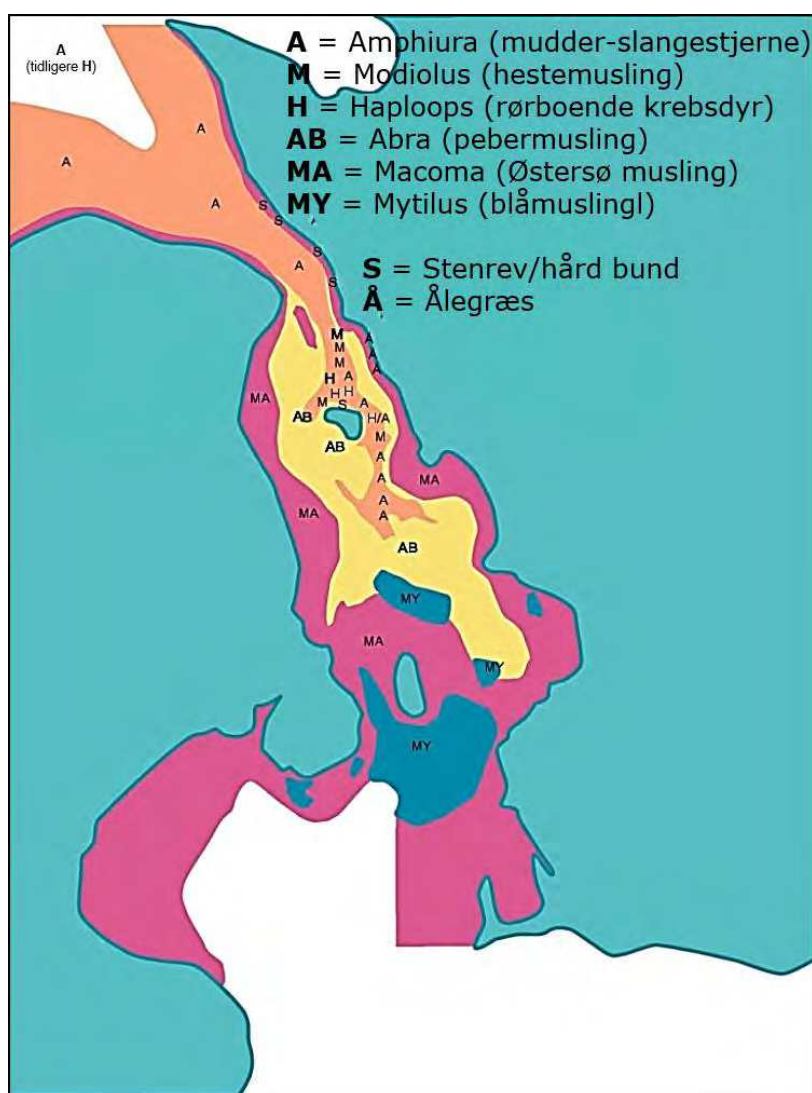 A = Amphiura (mudder-slangestjerne)
M = Modiolus (hestemusling)
H = Haploops (rørboende krebsdyr)
AB = Abra (pebermusling)
MA = Macoma (Østersø musling)
MY = Mytilus (blåmuslingl)
S = Stenrev/hård bund
Å = Ålegræs
A
(tidligere H)
A
A
A
S
S
S
A
S
M
M
M
H
A
H
H
M
S
A
AB
H/A
AB
M
A
A
A
A
MA
MA
MA
AB
MY
MA
MY
MY